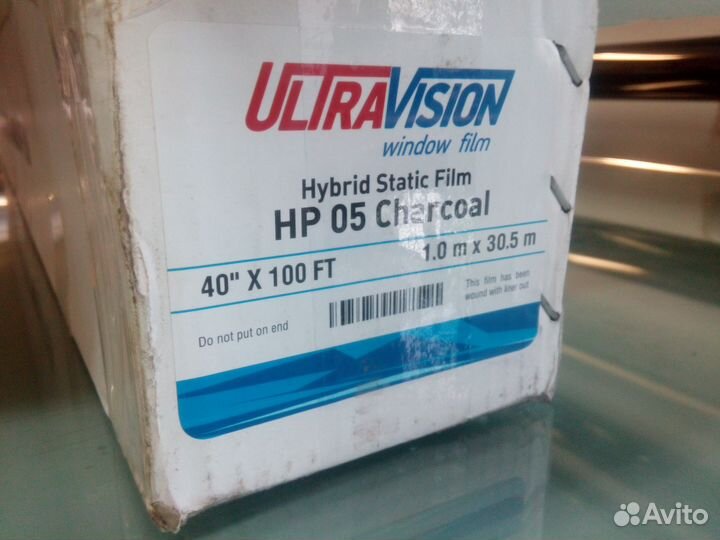 ULTRAVISION
window film
Hybrid Static Film
HP 05 Charcoal
40" X 100 FT
1.0 m x 30.5 m
Do not put on end
This film has been
wound with liner out
Avito